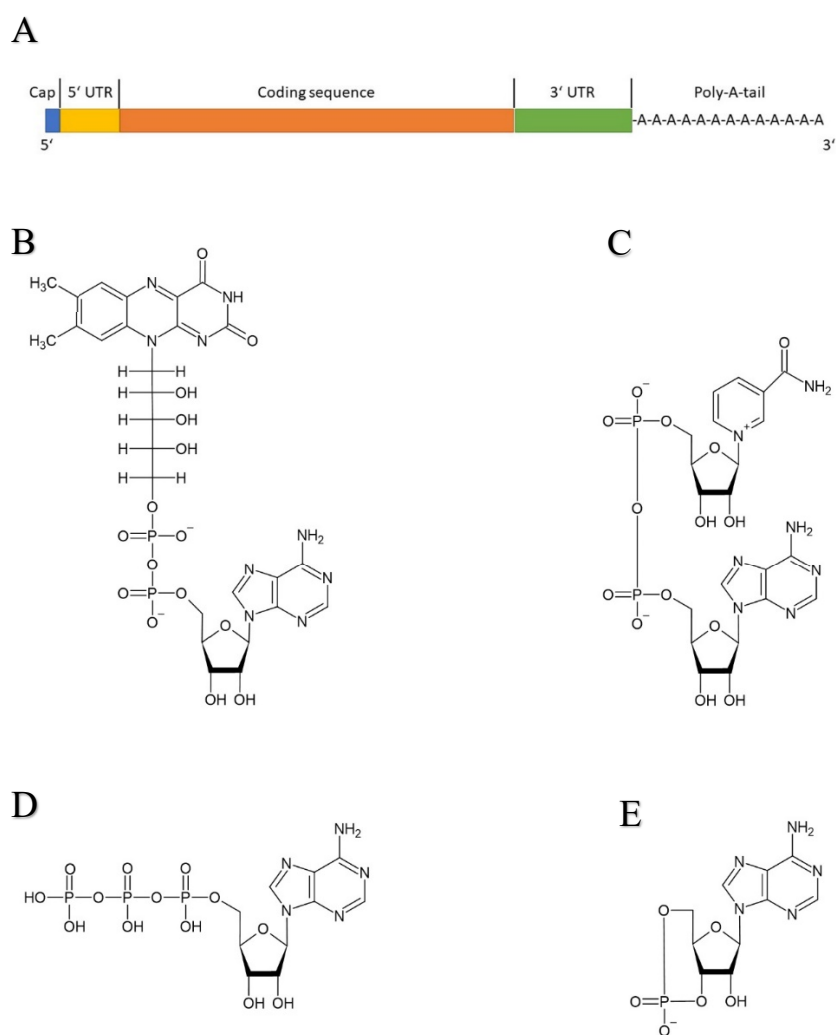 A
Cap 5‘ UTR Coding sequence 3‘ UTR Poly-A-tail
-A-A-A-A-A-A-A-A-A-A-A-A-A
5‘ 3‘
B C
O
H₃C N NH
H₃C N N O
H H
OH
OH
OH
H H
O
O P O⁻
O
O P O
O⁻
NH₂
N N
N N
O
OH OH
O
O⁻ NH₂
O P O
N⁺
O
OH OH
O
NH₂
N N
O P O N N
O⁻ O
OH OH
D E
NH₂
O O O N N
HO P O P O P O N N
OH OH OH O
OH OH
NH₂
N N
O N N
O
O P O OH
O⁻